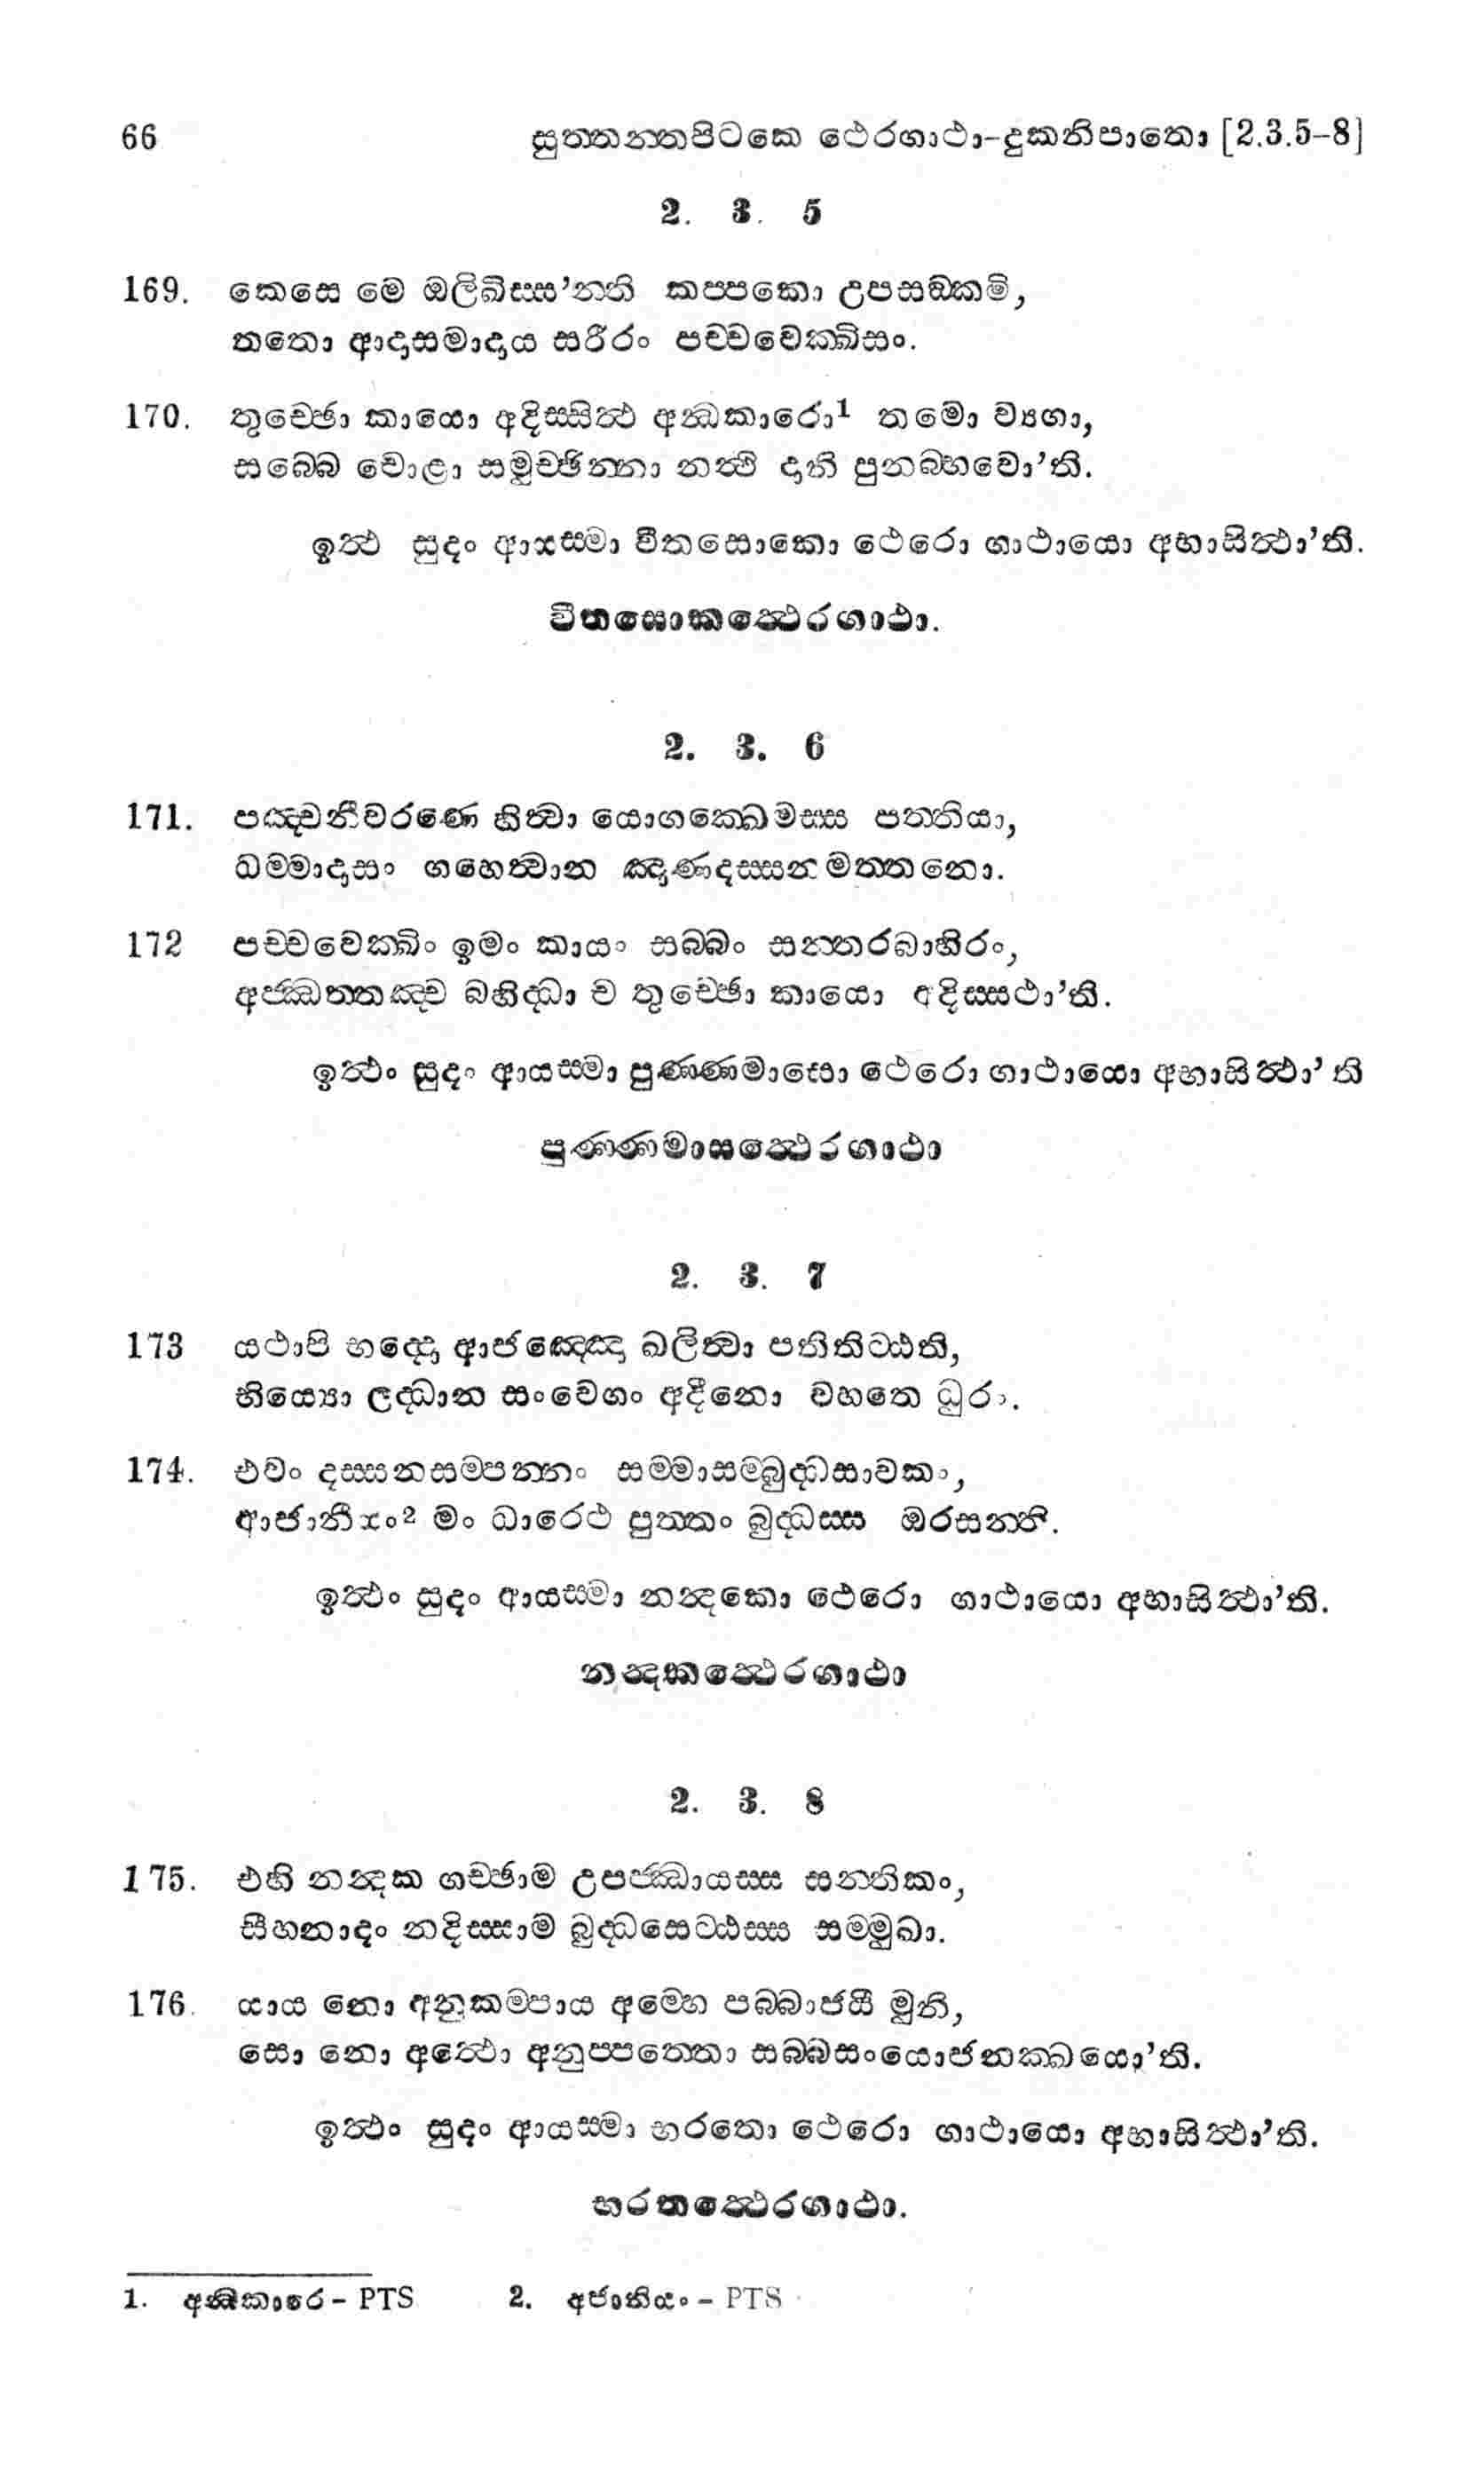 66 සුත්තන්තපිටකෙ ථෙරගාථා-දුකනිපාතො [2.3.5-8]
2. 3. 5
169. කෙසෙ මෙ ඔලිඛිස්ස'න්ති කප්පකො උපසඞ්කමි,
තතො ආදාසමාදාය සරීරං පච්චවෙක්ඛිසං.
170. තුච්ඡො කායො අදිස්සිත්ථ අන්ධකාරො1 තමො ව්‍යගා,
සබ්බෙ චොළා සමුච්ඡින්නා නත්ථි දානි පුනබ්භවො'ති.
ඉත්ථ සුදං ආයස්මා වීතසොකො ථෙරො ගාථායො අභාසිත්ථා'ති.
වීතසොකත්ථෙරගාථා.
2. 3. 6
171. පඤ්චනීවරණෙ හිත්වා යොගක්ඛෙමස්ස පත්තියා,
ධම්මාදාසං ගහෙත්වාන ඤාණදස්සනමත්තනො.
172 පච්චවෙක්ඛිං ඉමං කායං සබ්බං සන්තරබාහිරං,
අජ්ඣත්තඤ්ච බහිද්ධා ච තුච්ඡො කායො අදිස්සථා'ති.
ඉත්ථං සුදං ආයස්මා පුණ්ණමාසො ථෙරො ගාථායො අභාසිත්ථා'ති
පුණ්ණමාසත්ථෙරගාථා
2. 3. 7
173 යථාපි භද්දො ආජඤ්ඤො ඛලිත්වා පතිතිට්ඨති,
භිය්‍යො ලද්ධාන සංවෙගං අදීනො වහතෙ ධුරං.
174. එවං දස්සනසම්පන්නං සම්මාසම්බුද්ධසාවකං,
ආජානීයං2 මං ධාරෙථ පුත්තං බුද්ධස්ස ඔරසන්ති.
ඉත්ථං සුදං ආයස්මා නන්දකො ථෙරො ගාථායො අභාසිත්ථා'ති.
නන්දකත්ථෙරගාථා
2. 3. 8
175. එහි නන්දක ගච්ඡාම උපජ්ඣායස්ස සන්තිකං,
සීහනාදං නදිස්සාම බුද්ධසෙට්ඨස්ස සම්මුඛා.
176. යාය නො අනුකම්පාය අම්හෙ පබ්බාජයී මුනි,
සො නො අත්ථො අනුප්පත්තො සබ්බසංයොජනක්ඛයො'ති.
ඉත්ථං සුදං ආයස්මා භරතො ථෙරො ගාථායො අභාසිත්ථා'ති.
භරතත්ථෙරගාථා.
1. අන්ධකාරෙ - PTS 2. අජානියං - PTS